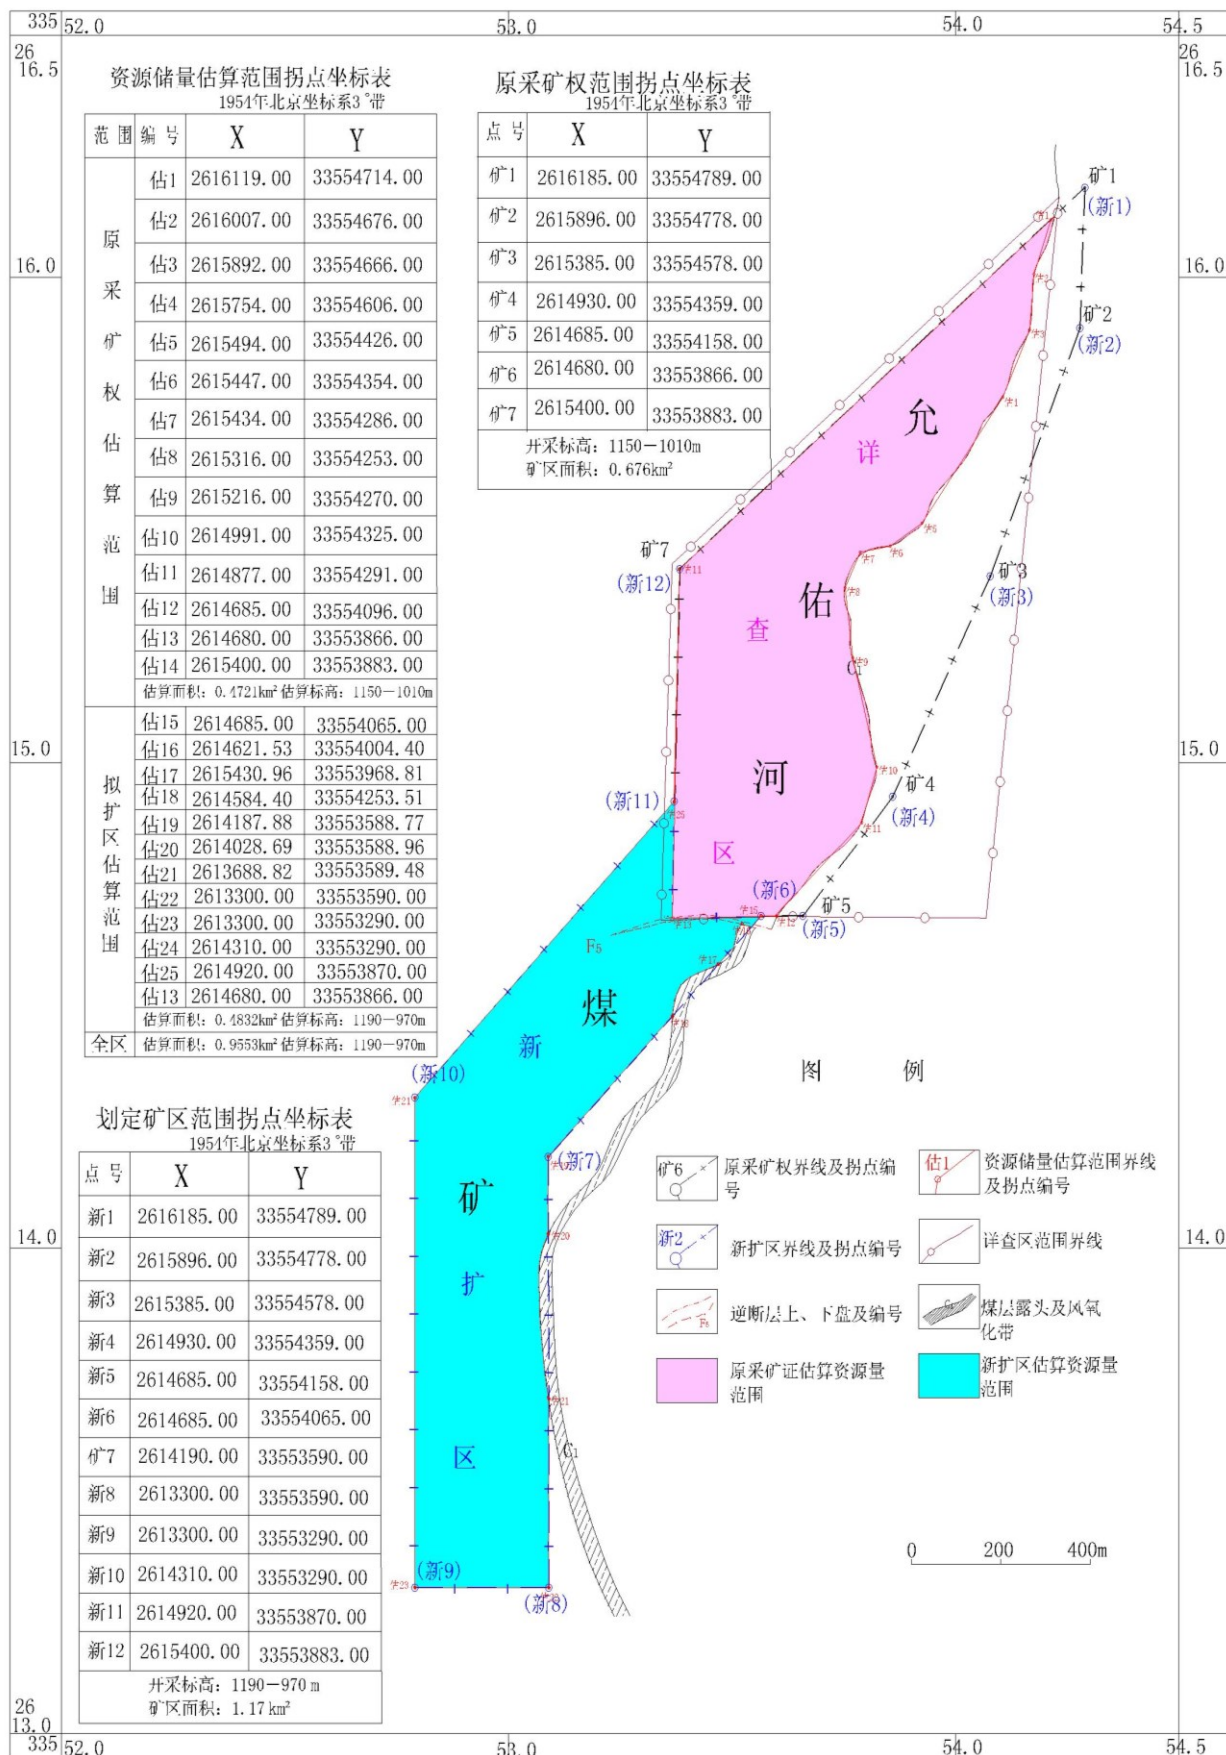 335 52.0 53.0 54.0 54.5
26
16.5
26
16.5
资源储量估算范围拐点坐标表
1954年北京坐标系3°带
范围 编号 X Y
原采矿权估算范围
估1 2616119.00 33554714.00
估2 2616007.00 33554676.00
估3 2615892.00 33554666.00
估4 2615754.00 33554606.00
估5 2615494.00 33554426.00
估6 2615447.00 33554354.00
估7 2615434.00 33554286.00
估8 2615316.00 33554253.00
估9 2615216.00 33554270.00
估10 2614991.00 33554325.00
估11 2614877.00 33554291.00
估12 2614685.00 33554096.00
估13 2614680.00 33553866.00
估14 2615400.00 33553883.00
估算面积: 0.4721km² 估算标高: 1150－1010m
拟扩区估算范围
估15 2614685.00 33554065.00
估16 2614621.53 33554004.40
估17 2615430.96 33553968.81
估18 2614584.40 33554253.51
估19 2614187.88 33553588.77
估20 2614028.69 33553588.96
估21 2613688.82 33553589.48
估22 2613300.00 33553590.00
估23 2613300.00 33553290.00
估24 2614310.00 33553290.00
估25 2614920.00 33553870.00
估13 2614680.00 33553866.00
估算面积: 0.4832km² 估算标高: 1190－970m
全区 估算面积: 0.9553km² 估算标高: 1190－970m
原采矿权范围拐点坐标表
1954年北京坐标系3°带
点号 X Y
矿1 2616185.00 33554789.00
矿2 2615896.00 33554778.00
矿3 2615385.00 33554578.00
矿4 2614930.00 33554359.00
矿5 2614685.00 33554158.00
矿6 2614680.00 33553866.00
矿7 2615400.00 33553883.00
开采标高: 1150－1010m
矿区面积: 0.676km²
划定矿区范围拐点坐标表
1954年北京坐标系3°带
点号 X Y
新1 2616185.00 33554789.00
新2 2615896.00 33554778.00
新3 2615385.00 33554578.00
新4 2614930.00 33554359.00
新5 2614685.00 33554158.00
新6 2614685.00 33554065.00
矿7 2614190.00 33553590.00
新8 2613300.00 33553590.00
新9 2613300.00 33553290.00
新10 2614310.00 33553290.00
新11 2614920.00 33553870.00
新12 2615400.00 33553883.00
开采标高: 1190－970 m
矿区面积: 1.17 km²
矿1
(新1)
16.0 16.0
矿2
(新2)
允
详
矿7
(新12)
矿3
(新3)
佑
查
C₁
15.0 15.0
河
(新11)
矿4
(新4)
区
(新6)
矿5
(新5)
F₅
煤
新
(新10)
(新7)
矿
14.0 14.0
扩
C₁
区
(新9)
(新8)
图例
矿6 原采矿权界线及拐点编
号
估1 资源储量估算范围界线
及拐点编号
新2 新扩区界线及拐点编号
详查区范围界线
逆断层上、下盘及编号
煤层露头及风氧
化带
原采矿证估算资源量
范围
新扩区估算资源量
范围
0 200 400m
26
13.0
335 52.0 53.0 54.0 54.5